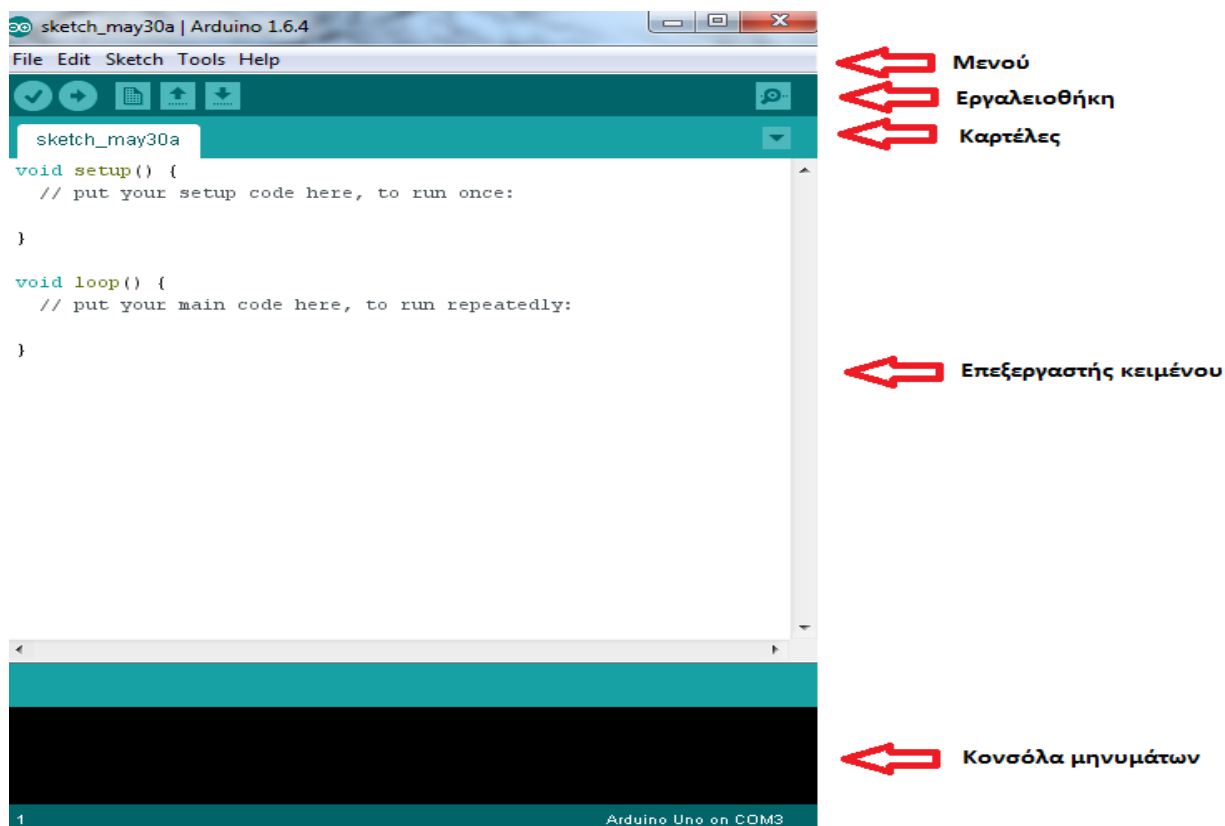 sketch_may30a | Arduino 1.6.4
File Edit Sketch Tools Help
Μενού
Εργαλειοθήκη
sketch_may30a
Καρτέλες
void setup() {
  // put your setup code here, to run once:
}
void loop() {
  // put your main code here, to run repeatedly:
}
Επεξεργαστής κειμένου
Κονσόλα μηνυμάτων
1
Arduino Uno on COM3